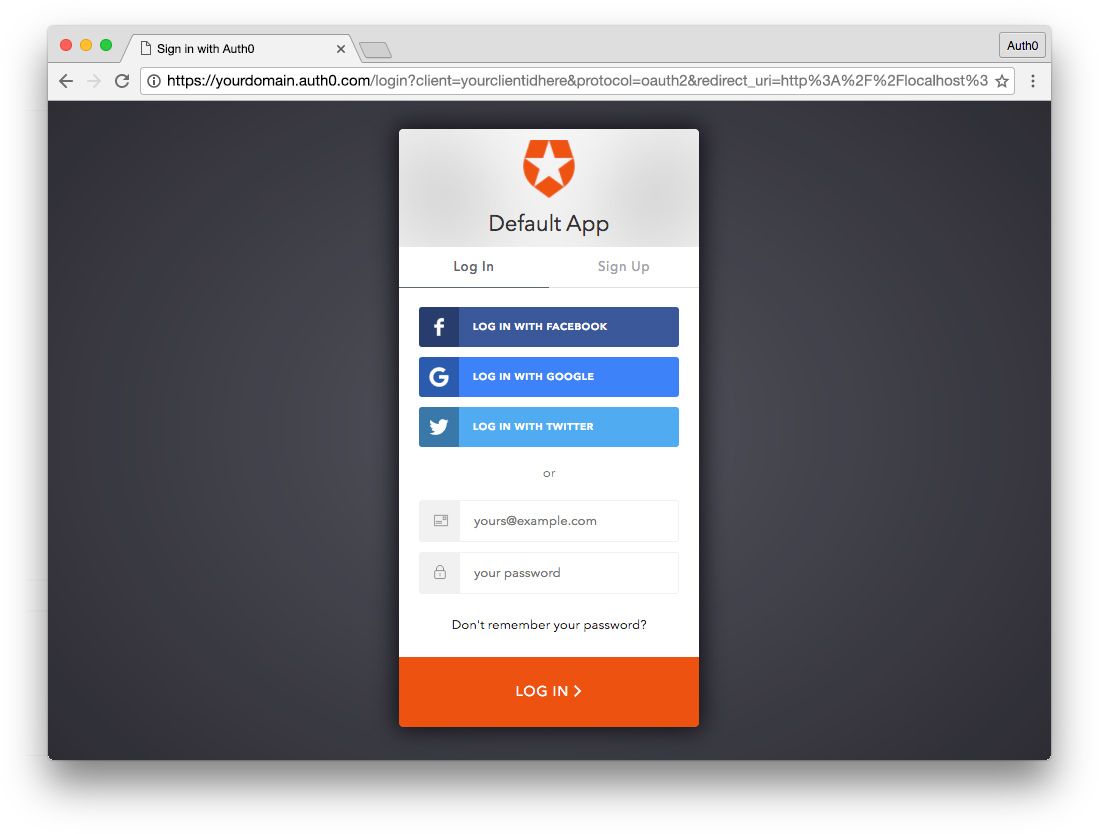 Sign in with Auth0
Auth0
https://yourdomain.auth0.com/login?client=yourclientidhere&protocol=oauth2&redirect_uri=http%3A%2F%2Flocalhost%3
Default App
Log In
Sign Up
LOG IN WITH FACEBOOK
LOG IN WITH GOOGLE
LOG IN WITH TWITTER
or
yours@example.com
your password
Don't remember your password?
LOG IN